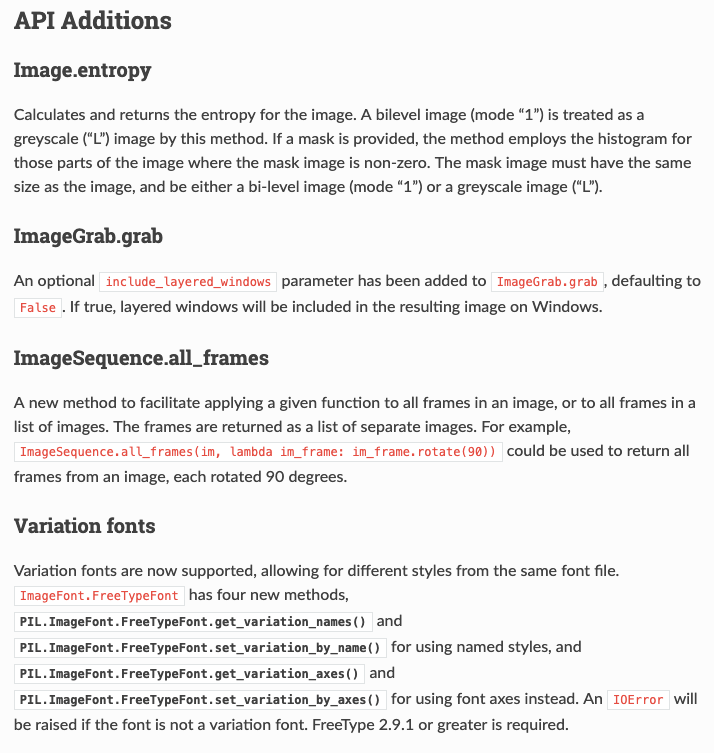 API Additions
Image.entropy
Calculates and returns the entropy for the image. A bilevel image (mode “1”) is treated as a
greyscale (“L”) image by this method. If a mask is provided, the method employs the histogram for
those parts of the image where the mask image is non-zero. The mask image must have the same
size as the image, and be either a bi-level image (mode “1”) or a greyscale image (“L”).
ImageGrab.grab
An optional include_layered_windows parameter has been added to ImageGrab.grab, defaulting to
False. If true, layered windows will be included in the resulting image on Windows.
ImageSequence.all_frames
A new method to facilitate applying a given function to all frames in an image, or to all frames in a
list of images. The frames are returned as a list of separate images. For example,
ImageSequence.all_frames(im, lambda im_frame: im_frame.rotate(90)) could be used to return all
frames from an image, each rotated 90 degrees.
Variation fonts
Variation fonts are now supported, allowing for different styles from the same font file.
ImageFont.FreeTypeFont has four new methods,
PIL.ImageFont.FreeTypeFont.get_variation_names() and
PIL.ImageFont.FreeTypeFont.set_variation_by_name() for using named styles, and
PIL.ImageFont.FreeTypeFont.get_variation_axes() and
PIL.ImageFont.FreeTypeFont.set_variation_by_axes() for using font axes instead. An IOError will
be raised if the font is not a variation font. FreeType 2.9.1 or greater is required.